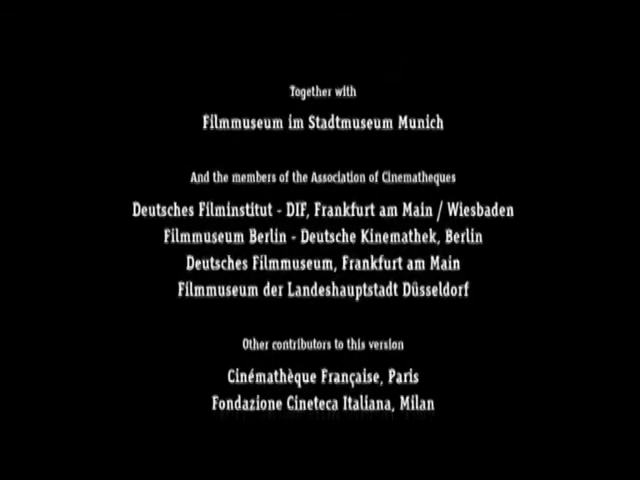 Together with
Filmmuseum im Stadtmuseum Munich
And the members of the Association of Cinematheques
Deutsches Filminstitut - DIF, Frankfurt am Main / Wiesbaden
Filmmuseum Berlin - Deutsche Kinemathek, Berlin
Deutsches Filmmuseum, Frankfurt am Main
Filmmuseum der Landeshauptstadt Düsseldorf
Other contributors to this version
Cinémathèque Française, Paris
Fondazione Cineteca Italiana, Milan